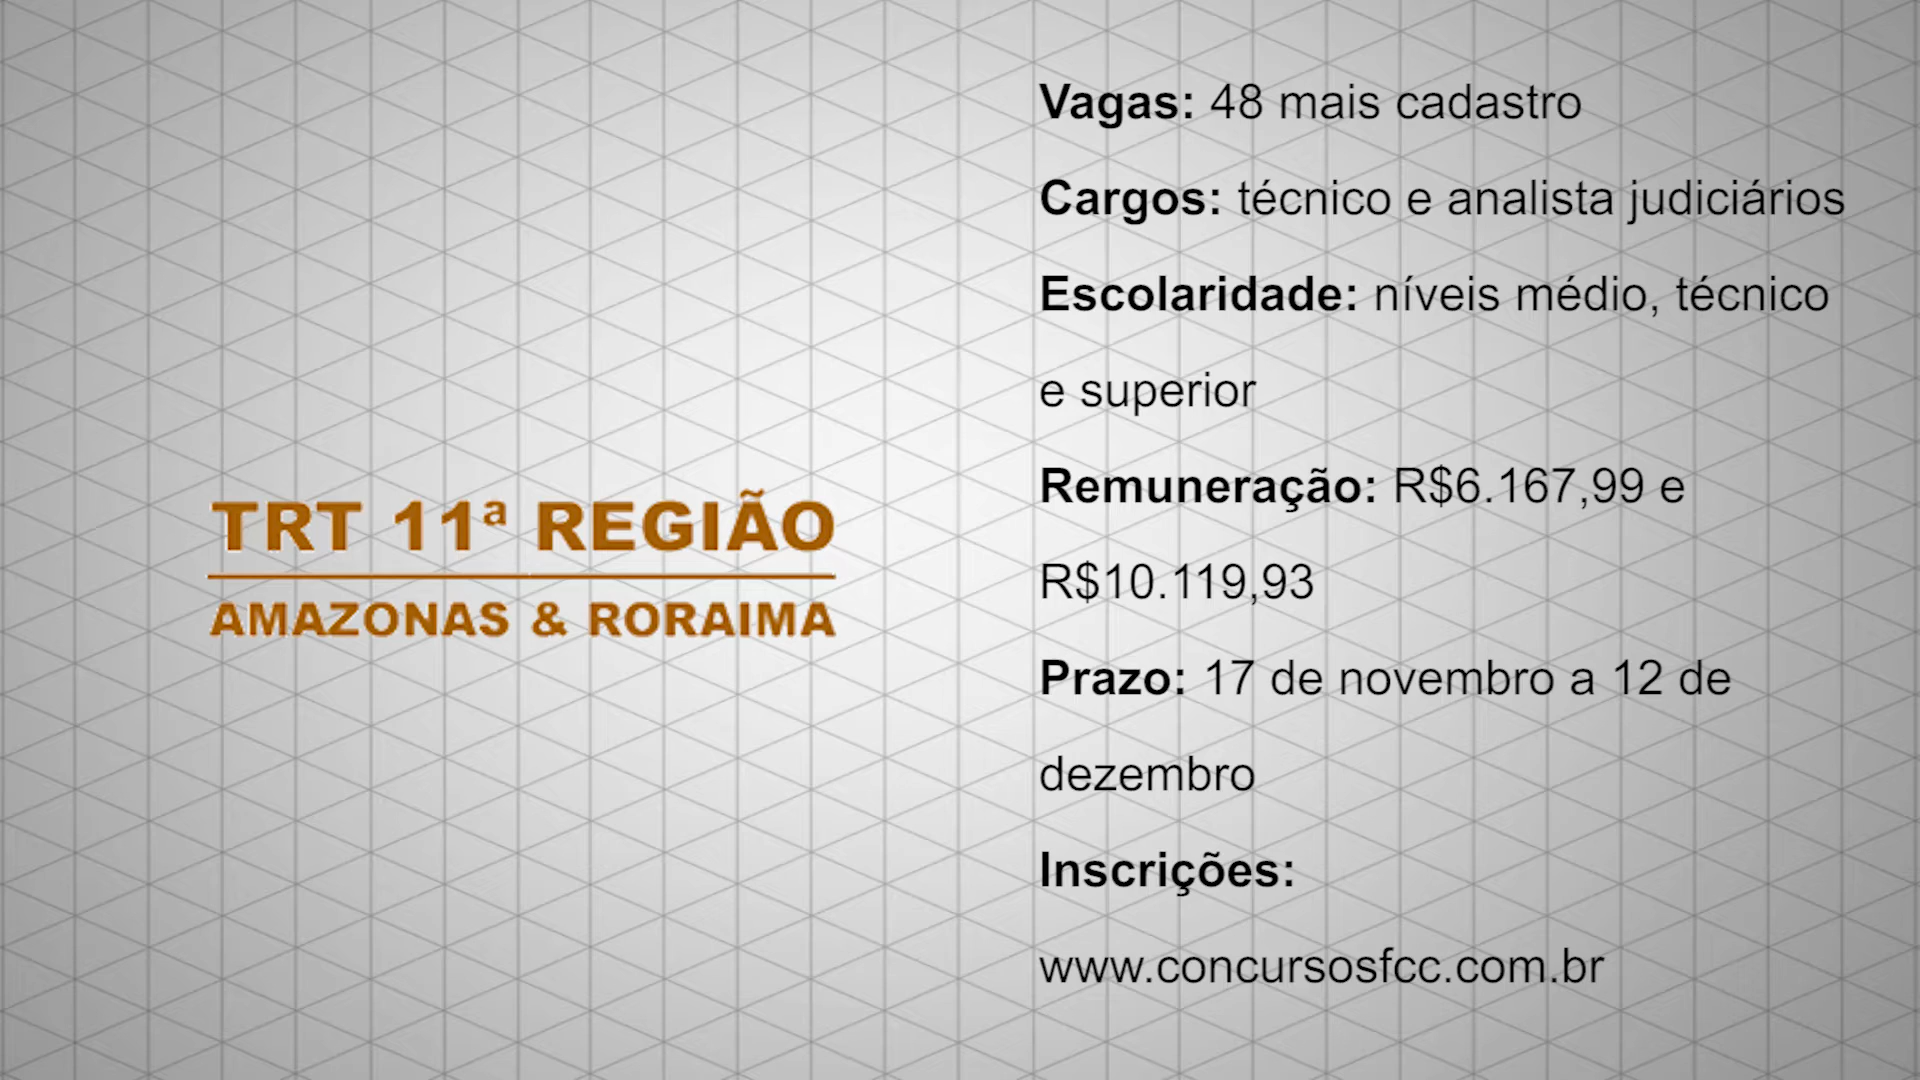 TRT 11ª REGIÃO
AMAZONAS & RORAIMA
Vagas: 48 mais cadastro
Cargos: técnico e analista judiciários
Escolaridade: níveis médio, técnico
e superior
Remuneração: R$6.167,99 e
R$10.119,93
Prazo: 17 de novembro a 12 de
dezembro
Inscrições:
www.concursosfcc.com.br